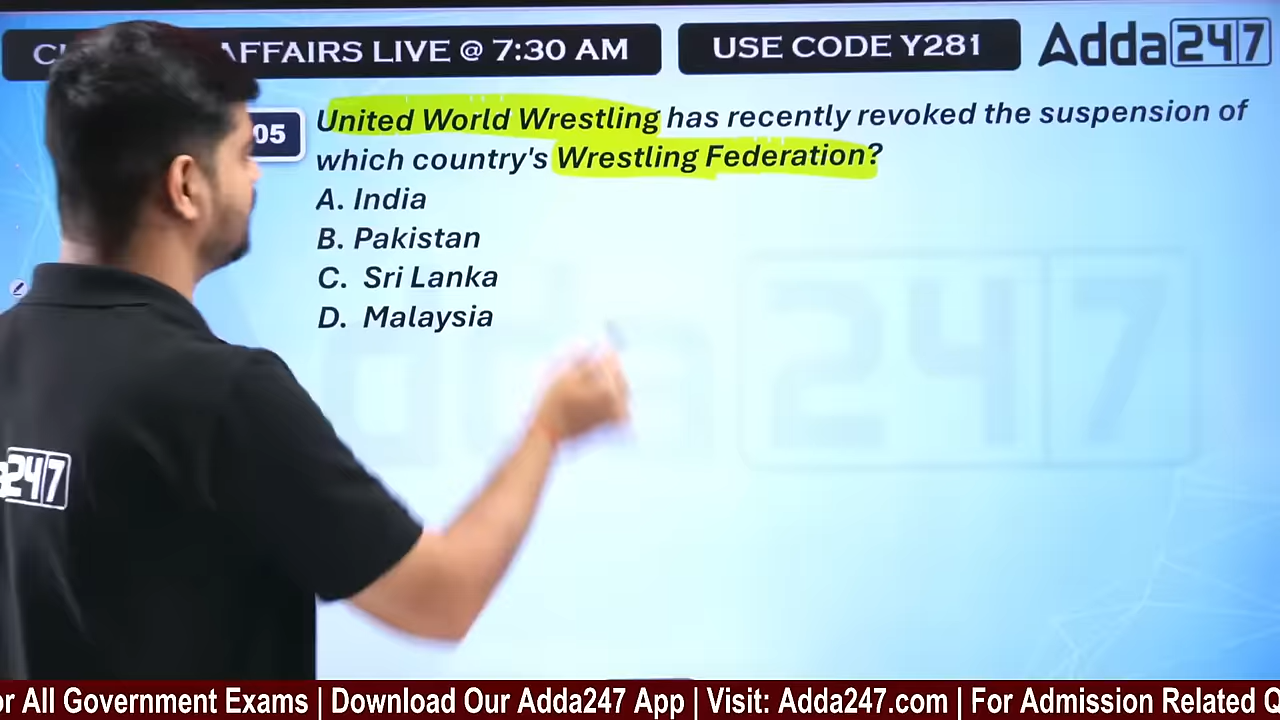 AFFAIRS LIVE @ 7:30 AM
USE CODE Y281
Adda247
05
United World Wrestling has recently revoked the suspension of
which country's Wrestling Federation?
A. India
B. Pakistan
C. Sri Lanka
D. Malaysia
247
All Government Exams | Download Our Adda247 App | Visit: Adda247.com | For Admission Related